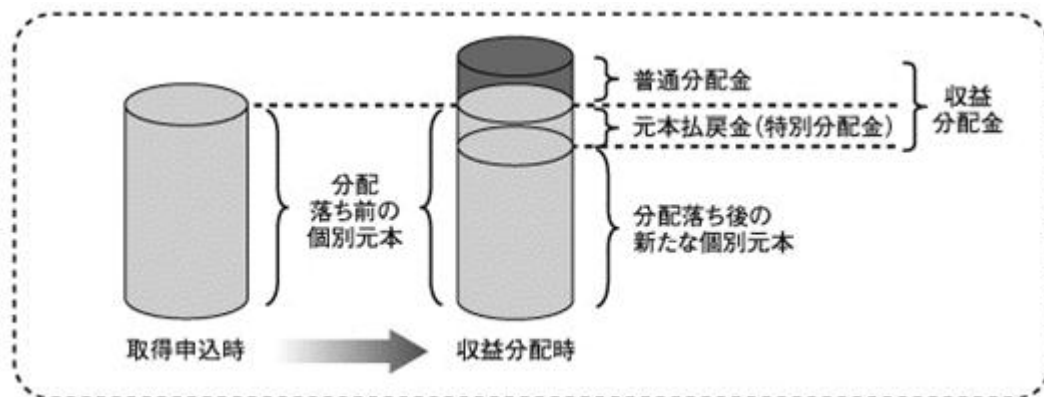 普通分配金
元本払戻金(特別分配金)
収益
分配金
分配
落ち前の
個別元本
分配落ち後の
新たな個別元本
取得申込時
収益分配時